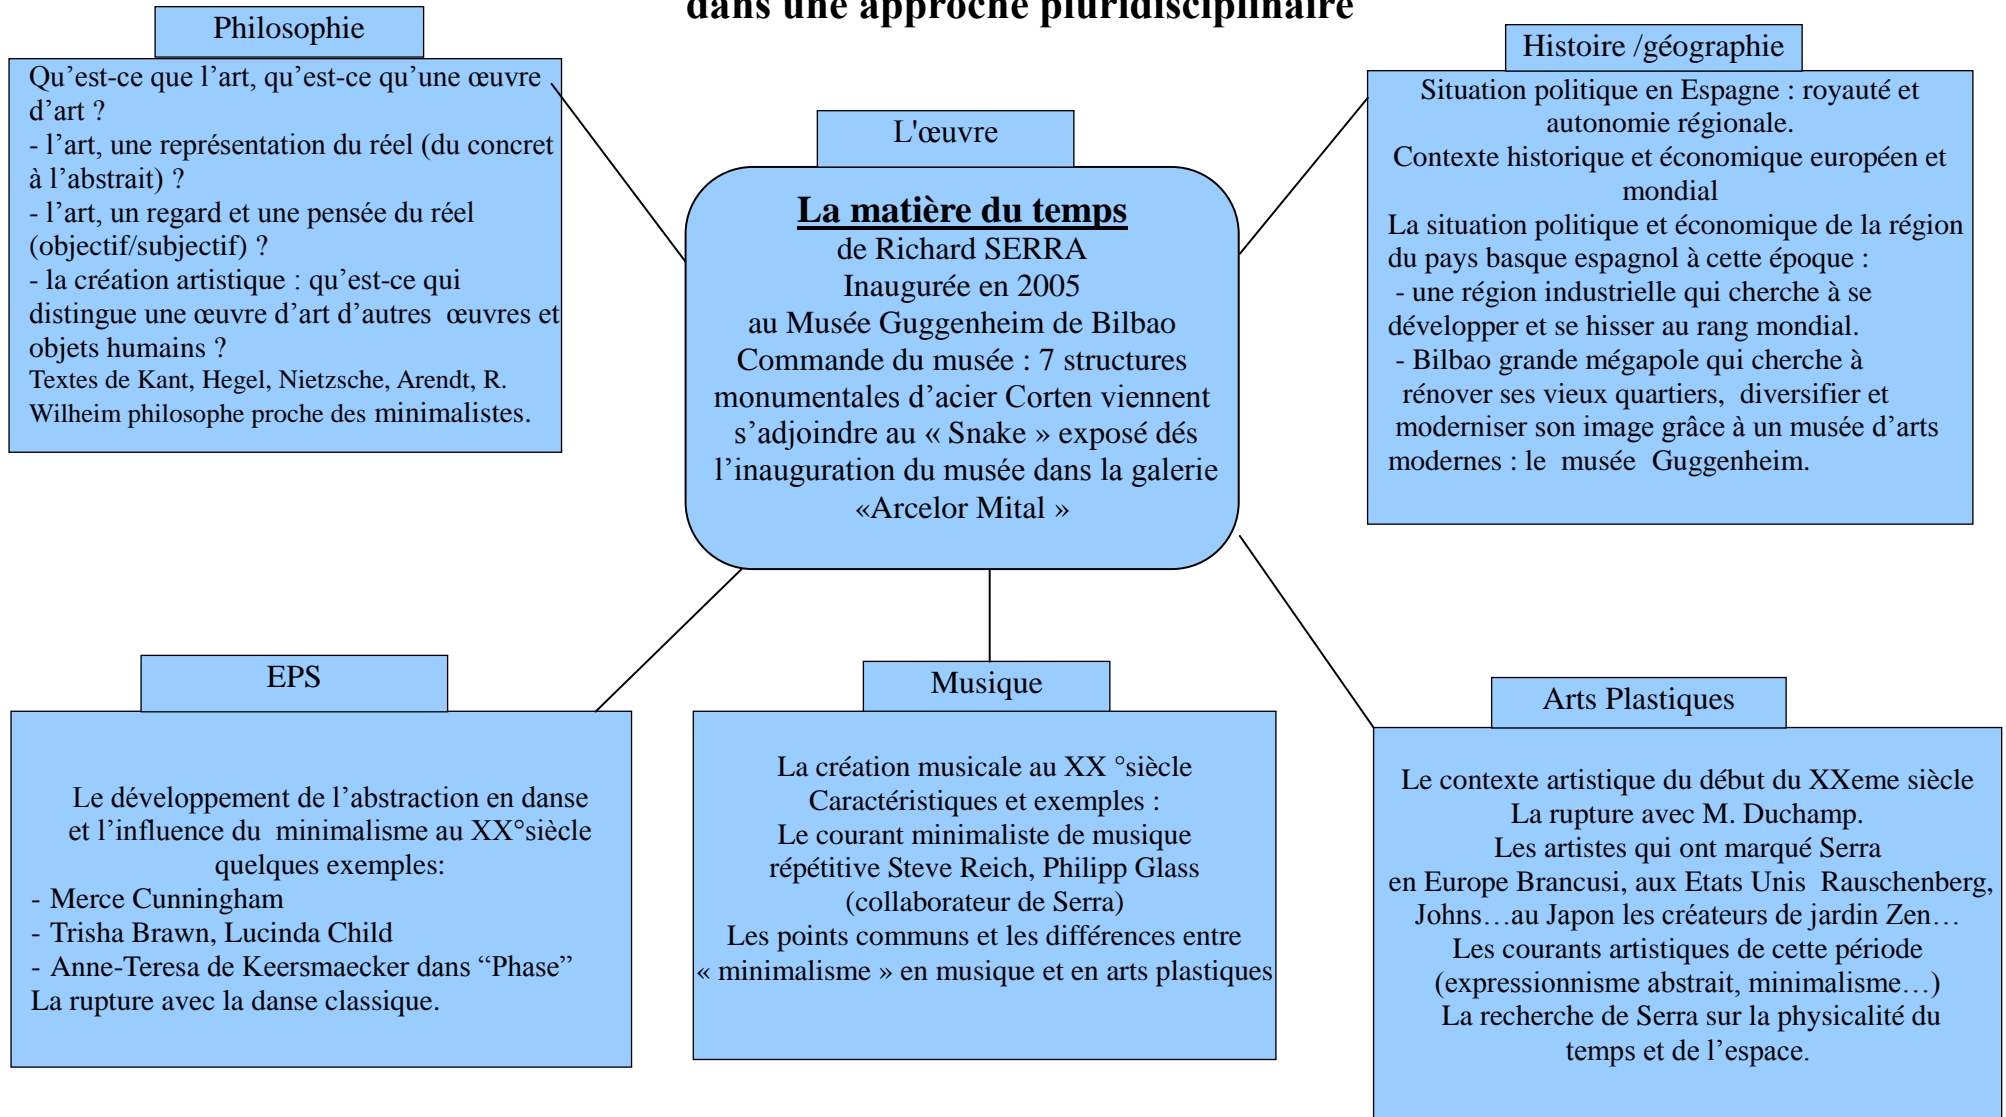 dans une approche pluridisciplinaire
Philosophie
Qu’est-ce que l’art, qu’est-ce qu’une œuvre
d’art ?
- l’art, une représentation du réel (du concret
à l’abstrait) ?
- l’art, un regard et une pensée du réel
(objectif/subjectif) ?
- la création artistique : qu’est-ce qui
distingue une œuvre d’art d’autres œuvres et
objets humains ?
Textes de Kant, Hegel, Nietzsche, Arendt, R.
Wilheim philosophe proche des minimalistes.
L'œuvre
La matière du temps
de Richard SERRA
Inaugurée en 2005
au Musée Guggenheim de Bilbao
Commande du musée : 7 structures
monumentales d’acier Corten viennent
s’adjoindre au « Snake » exposé dés
l’inauguration du musée dans la galerie
«Arcelor Mital »
Histoire /géographie
Situation politique en Espagne : royauté et
autonomie régionale.
Contexte historique et économique européen et
mondial
La situation politique et économique de la région
du pays basque espagnol à cette époque :
- une région industrielle qui cherche à se
développer et se hisser au rang mondial.
- Bilbao grande mégapole qui cherche à
rénover ses vieux quartiers, diversifier et
moderniser son image grâce à un musée d’arts
modernes : le musée Guggenheim.
EPS
Le développement de l’abstraction en danse
et l’influence du minimalisme au XX°siècle
quelques exemples:
- Merce Cunningham
- Trisha Brawn, Lucinda Child
- Anne-Teresa de Keersmaecker dans “Phase”
La rupture avec la danse classique.
Musique
La création musicale au XX °siècle
Caractéristiques et exemples :
Le courant minimaliste de musique
répétitive Steve Reich, Philipp Glass
(collaborateur de Serra)
Les points communs et les différences entre
« minimalisme » en musique et en arts plastiques
Arts Plastiques
Le contexte artistique du début du XXeme siècle
La rupture avec M. Duchamp.
Les artistes qui ont marqué Serra
en Europe Brancusi, aux Etats Unis Rauschenberg,
Johns…au Japon les créateurs de jardin Zen…
Les courants artistiques de cette période
(expressionnisme abstrait, minimalisme…)
La recherche de Serra sur la physicalité du
temps et de l’espace.